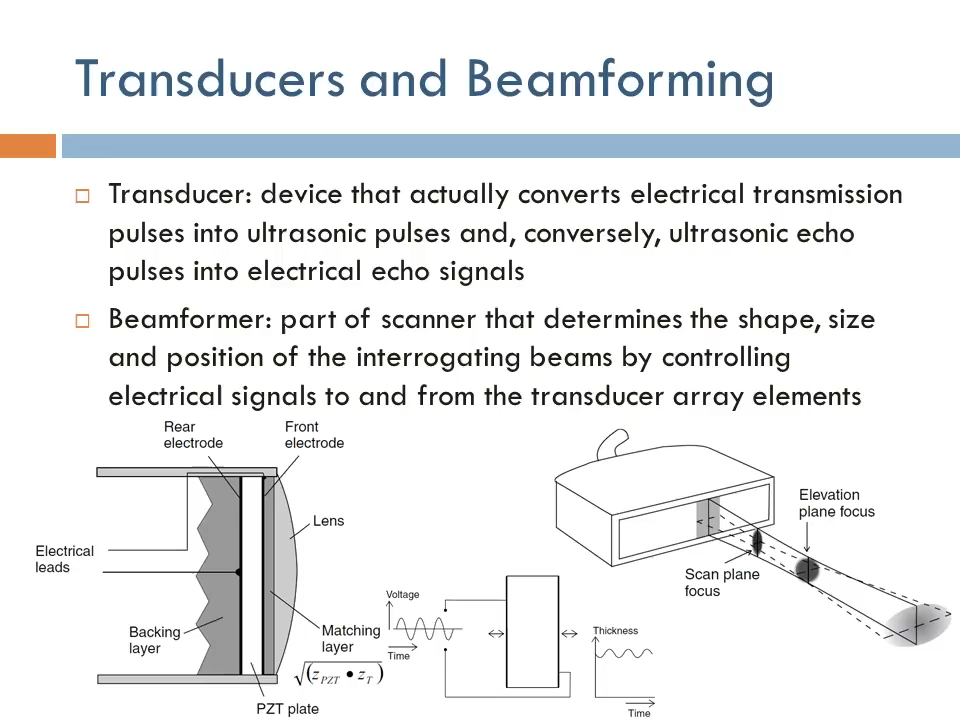 Transducers and Beamforming
Transducer: device that actually converts electrical transmission
pulses into ultrasonic pulses and, conversely, ultrasonic echo
pulses into electrical echo signals
Beamformer: part of scanner that determines the shape, size
and position of the interrogating beams by controlling
electrical signals to and from the transducer array elements
Rear
electrode
Front
electrode
Lens
Electrical
leads
Backing
layer
Matching
layer
√(z_PZT • z_T)
PZT plate
Voltage
Time
Thickness
Time
Elevation
plane focus
Scan plane
focus